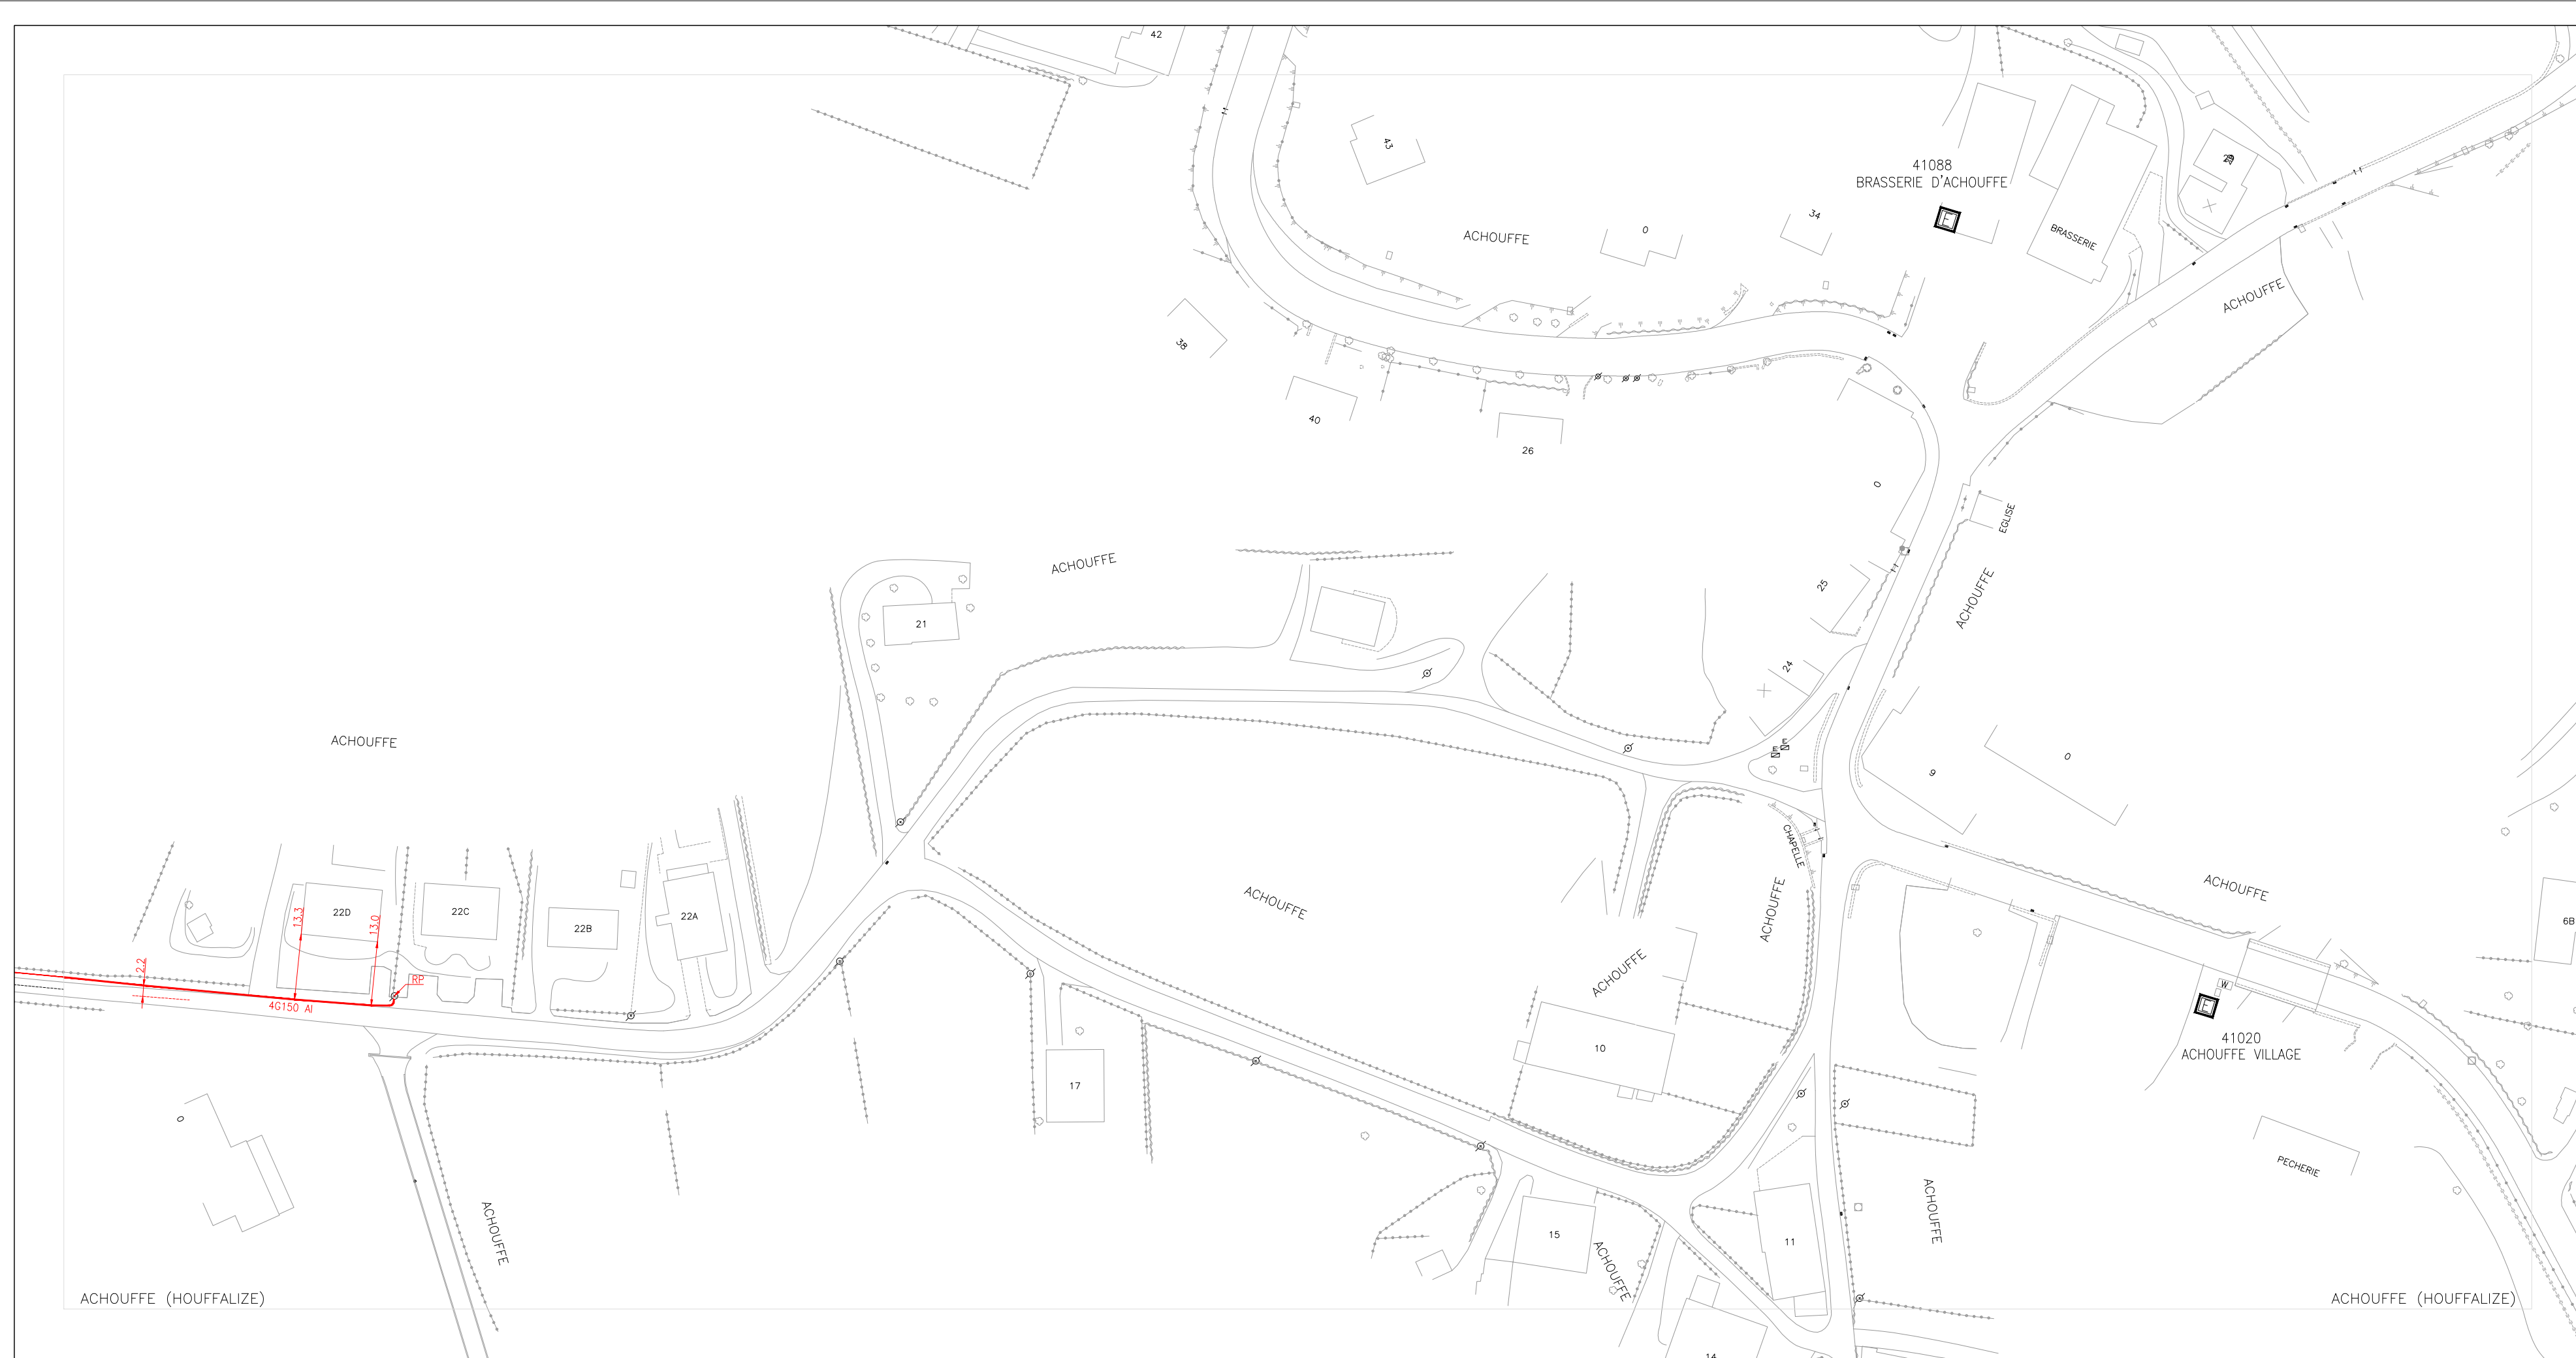 42
43
41088
BRASSERIE D'ACHOUFFE
29
ACHOUFFE
0
34
BRASSERIE
ACHOUFFE
38
40
26
0
EGLISE
ACHOUFFE
25
ACHOUFFE
21
24
ACHOUFFE
E
E
9
0
CHAPELLE
ACHOUFFE
ACHOUFFE
ACHOUFFE
6B
22D
22C
22B
22A
13.3
13.0
2.2
RP
4G150 Al
ACHOUFFE
W
E
E
41020
ACHOUFFE VILLAGE
10
17
0
PECHERIE
ACHOUFFE
ACHOUFFE
15
11
ACHOUFFE
ACHOUFFE (HOUFFALIZE)
ACHOUFFE (HOUFFALIZE)
14